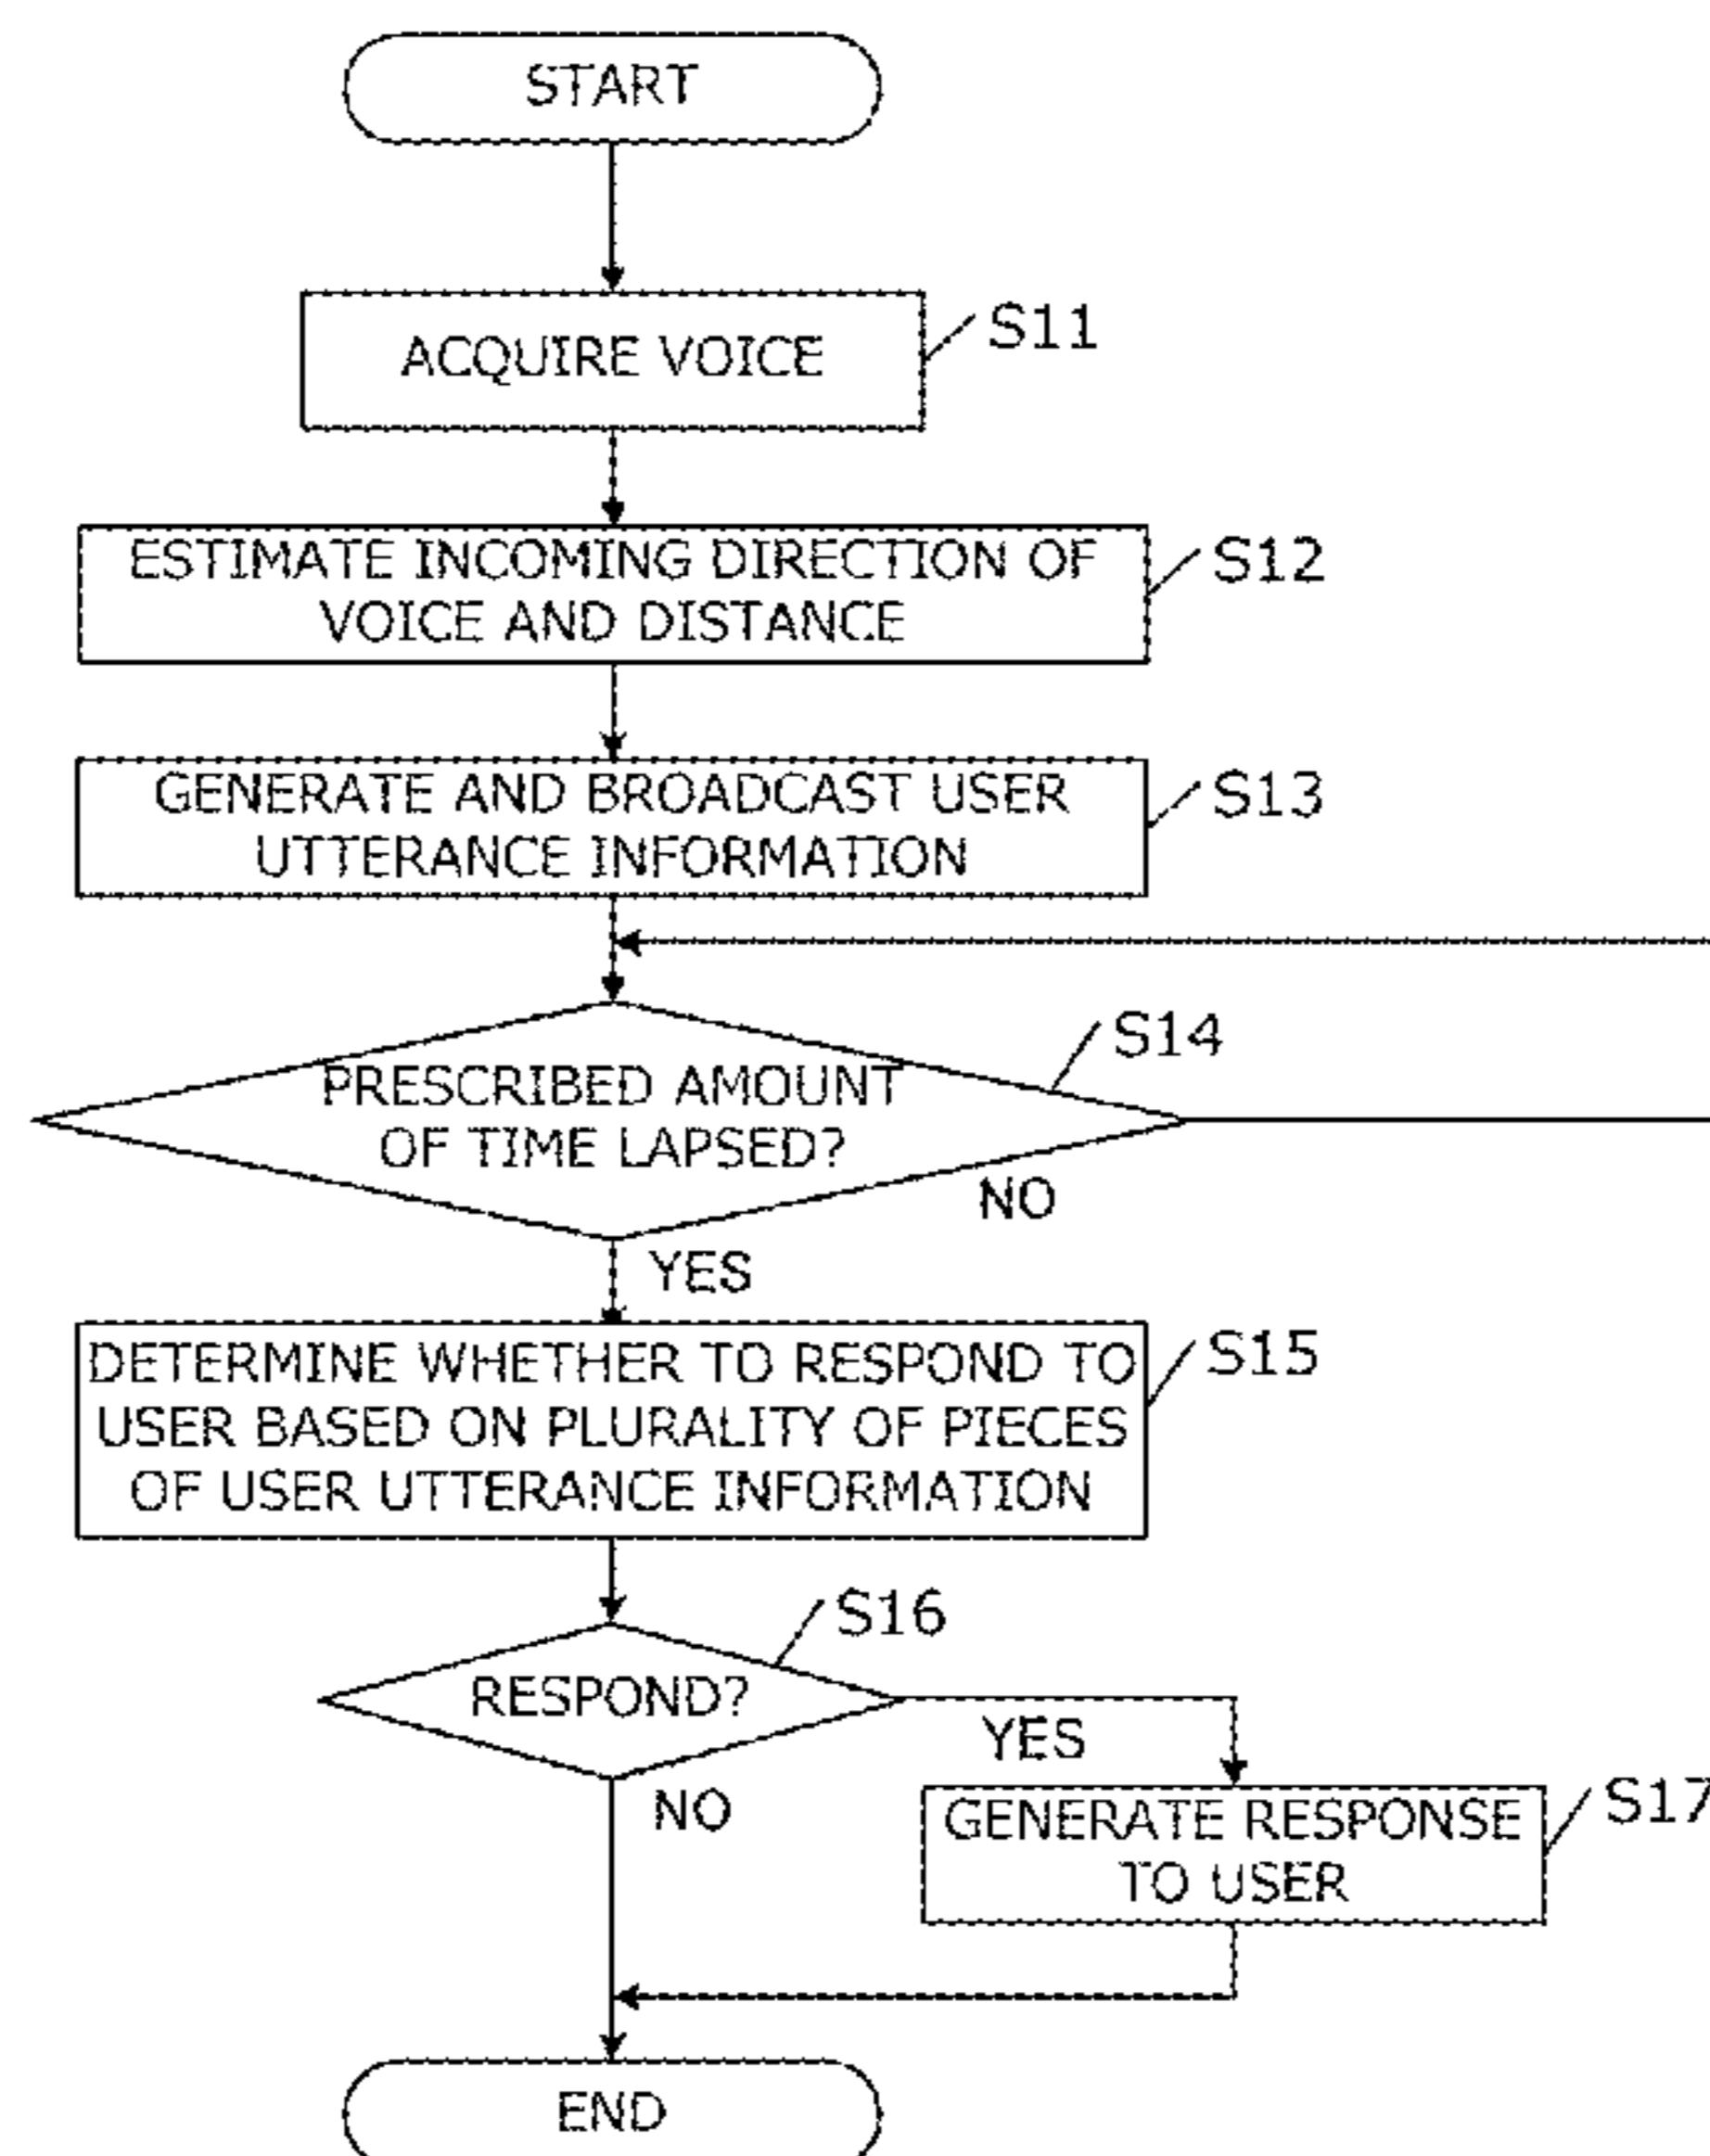 START
ACQUIRE VOICE
S11
ESTIMATE INCOMING DIRECTION OF
VOICE AND DISTANCE
S12
GENERATE AND BROADCAST USER
UTTERANCE INFORMATION
S13
PRESCRIBED AMOUNT
OF TIME LAPSED?
S14
NO
YES
DETERMINE WHETHER TO RESPOND TO
USER BASED ON PLURALITY OF PIECES
OF USER UTTERANCE INFORMATION
S15
RESPOND?
S16
YES
NO
GENERATE RESPONSE
TO USER
S17
END